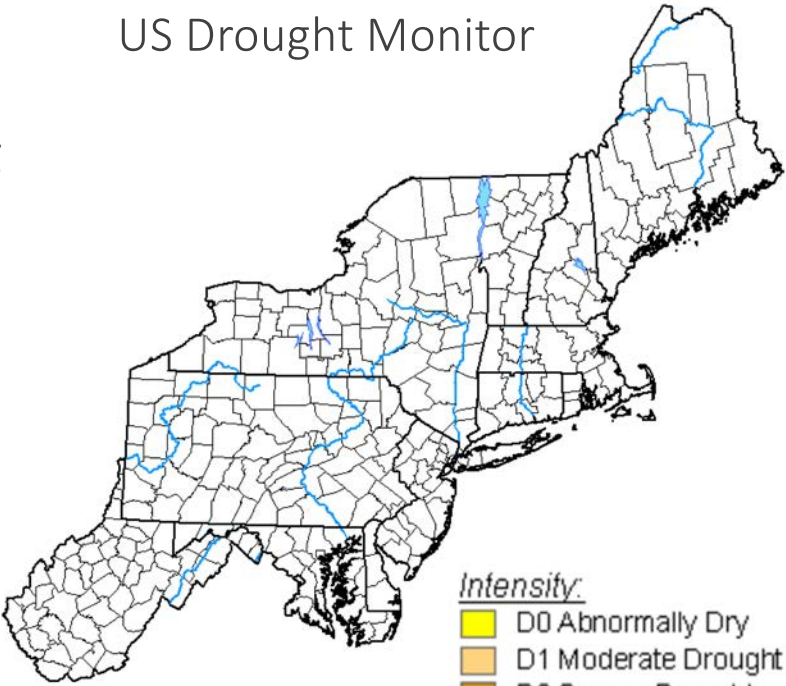 US Drought Monitor
Intensity:
D0 Abnormally Dry
D1 Moderate Drought